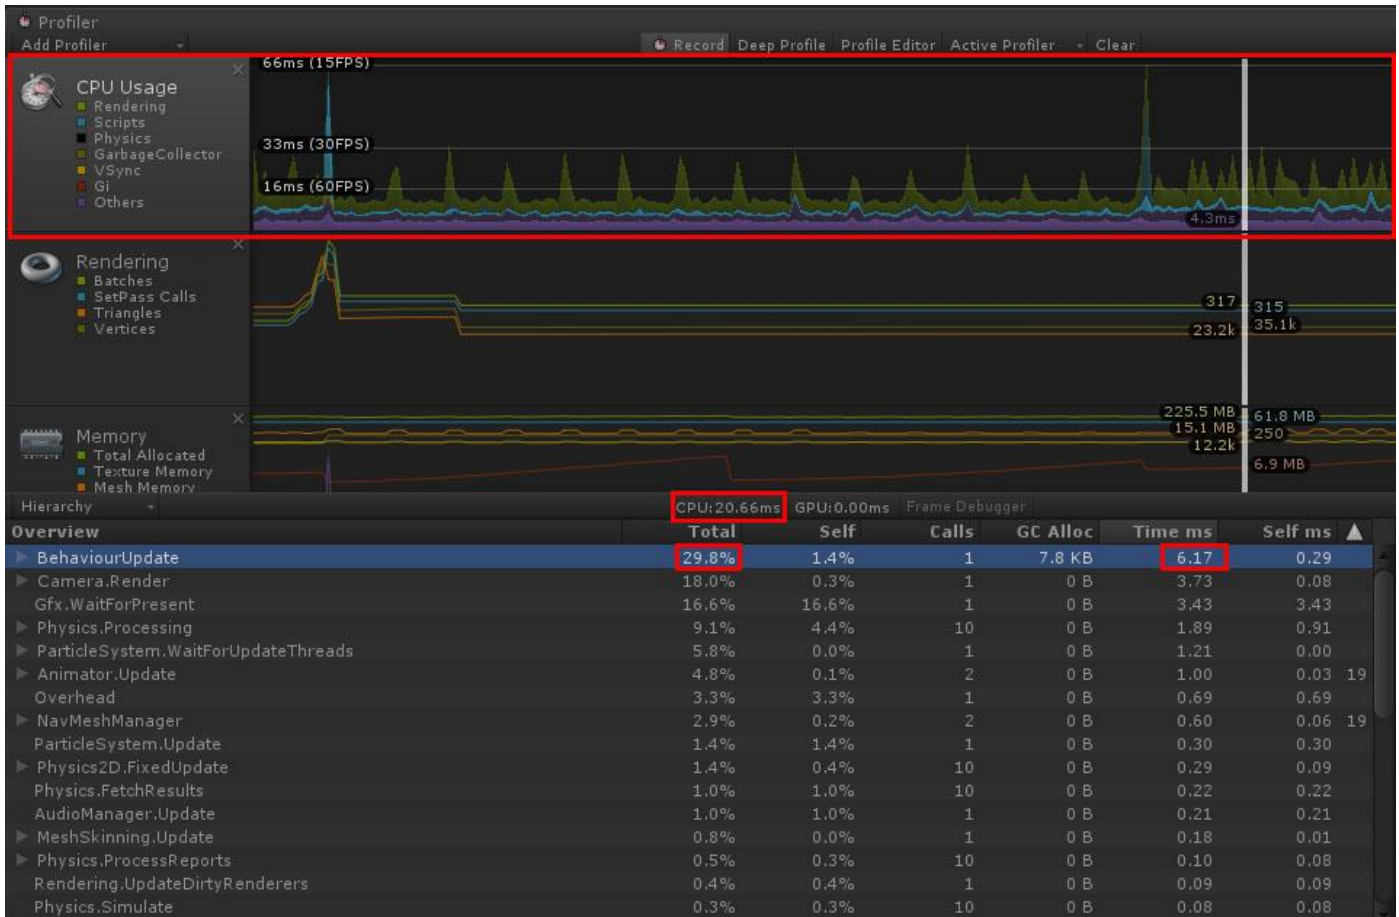 Profiler
Add Profiler Record Deep Profile Profile Editor Active Profiler Clear
CPU Usage
Rendering
Scripts
Physics
GarbageCollector
VSync
Gi
Others
66ms (15FPS)
33ms (30FPS)
16ms (60FPS)
4.3ms
Rendering
Batches
SetPass Calls
Triangles
Vertices
317 315
23.2k 35.1k
Memory
Total Allocated
Texture Memory
Mesh Memory
225.5 MB 61.8 MB
15.1 MB 250
12.2k
6.9 MB
Hierarchy CPU:20.66ms GPU:0.00ms Frame Debugger
Overview Total Self Calls GC Alloc Time ms Self ms
BehaviourUpdate 29.8% 1.4% 1 7.8 KB 6.17 0.29
Camera.Render 18.0% 0.3% 1 0 B 3.73 0.08
Gfx.WaitForPresent 16.6% 16.6% 1 0 B 3.43 3.43
Physics.Processing 9.1% 4.4% 10 0 B 1.89 0.91
ParticleSystem.WaitForUpdateThreads 5.8% 0.0% 1 0 B 1.21 0.00
Animator.Update 4.8% 0.1% 2 0 B 1.00 0.03 19
Overhead 3.3% 3.3% 1 0 B 0.69 0.69
NavMeshManager 2.9% 0.2% 2 0 B 0.60 0.06 19
ParticleSystem.Update 1.4% 1.4% 1 0 B 0.30 0.30
Physics2D.FixedUpdate 1.4% 0.4% 10 0 B 0.29 0.09
Physics.FetchResults 1.0% 1.0% 10 0 B 0.22 0.22
AudioManager.Update 1.0% 1.0% 1 0 B 0.21 0.21
MeshSkinning.Update 0.8% 0.0% 1 0 B 0.18 0.01
Physics.ProcessReports 0.5% 0.3% 10 0 B 0.10 0.08
Rendering.UpdateDirtyRenderers 0.4% 0.4% 1 0 B 0.09 0.09
Physics.Simulate 0.3% 0.3% 10 0 B 0.08 0.08